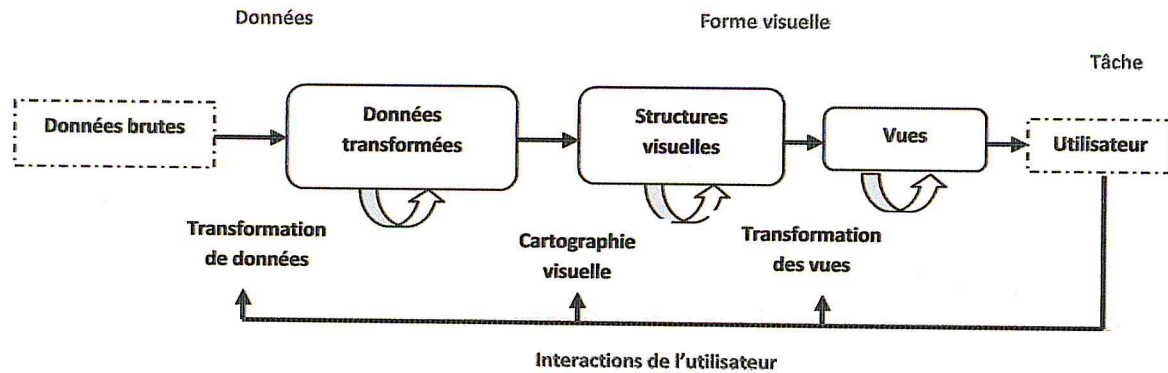 Données
Forme visuelle
Tâche
Données brutes
Données
transformées
Structures
visuelles
Vues
Utilisateur
Transformation
de données
Cartographie
visuelle
Transformation
des vues
Interactions de l'utilisateur